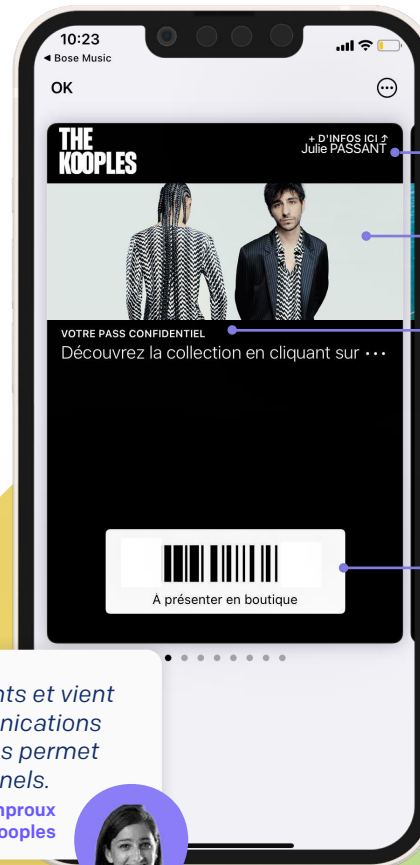 10:23
◀ Bose Music
OK
THE
KOOPLES
+ D'INFOS ICI
Julie PASSANT
VOTRE PASS CONFIDENTIEL
Découvrez la collection en cliquant sur •••
À présenter en boutique
nts et vient
nications
s permet
nels.
mproux
ooples